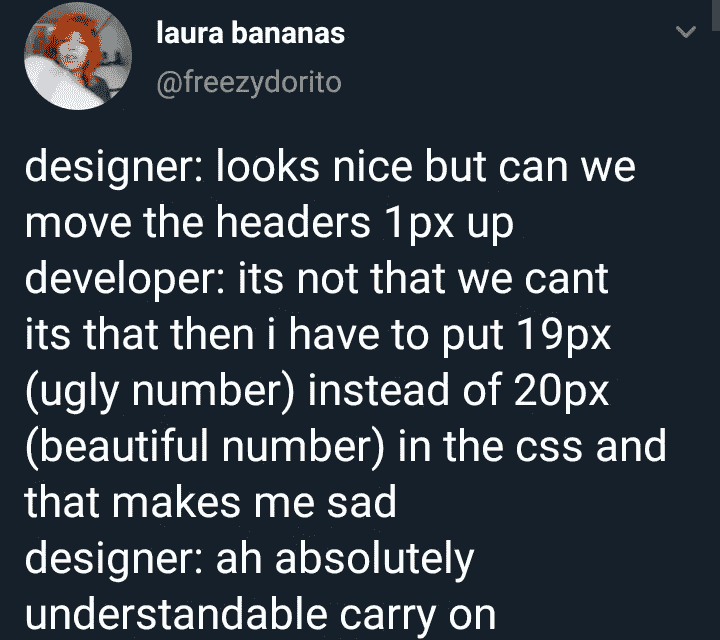 laura bananas
@freezydorito
designer: looks nice but can we
move the headers 1px up
developer: its not that we cant
its that then i have to put 19px
(ugly number) instead of 20px
(beautiful number) in the css and
that makes me sad
designer: ah absolutely
understandable carry on